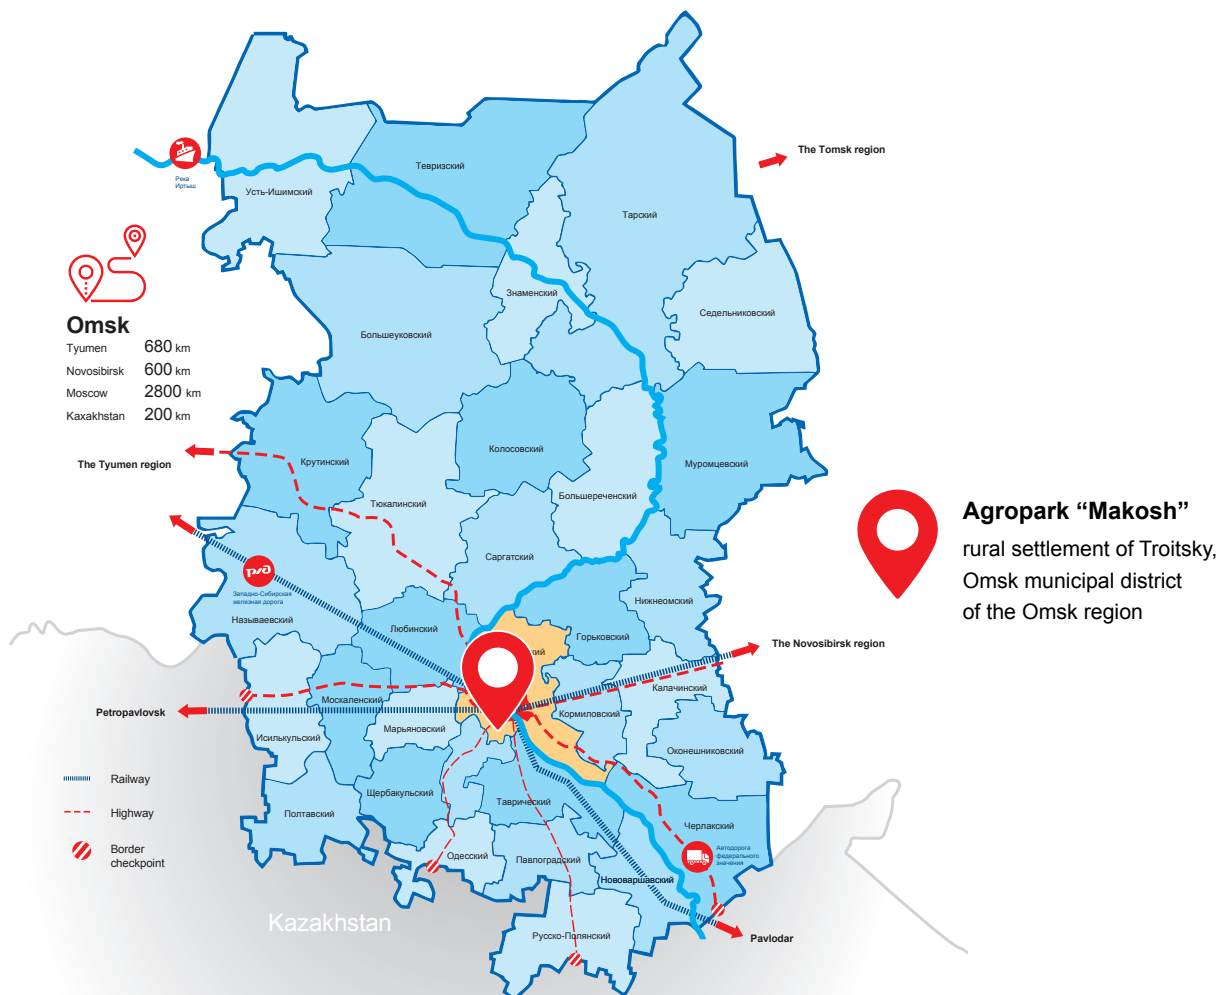 The Tomsk region
Тевризский
Река
Иртыш
Усть-Ишимский
Тарский
Знаменский
Седельниковский
Omsk
Tyumen 680 km
Novosibirsk 600 km
Moscow 2800 km
Kaxakhstan 200 km
Большеуковский
The Tyumen region
Крутинский
Колосовский
Муромцевский
Тюкалинский
Большереченский
Саргатский
Agropark “Makosh”
rural settlement of Troitsky,
Omsk municipal district
of the Omsk region
РЖД
Западно-Сибирская
железная дорога
Называевский
Нижнеомский
Любинский
Горьковский
The Novosibirsk region
Калачинский
Москаленский
Petropavlovsk
Марьяновский
Кормиловский
Исилькульский
Оконешниковский
Railway
Highway
Border
checkpoint
Щербакульский
Таврический
Полтавский
Черлакский
Автодорога
федерального
значения
Одесский
Павлоградский
Нововаршавский
Kazakhstan
Русско-Полянский
Pavlodar